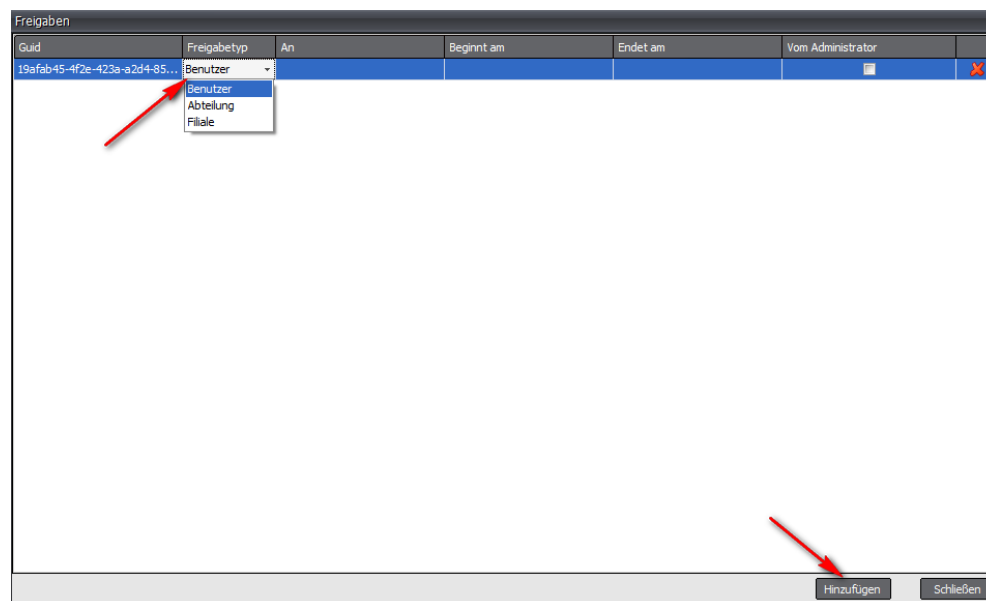 Freigaben
Guid Freigabetyp An Beginnt am Endet am Vom Administrator
19afab45-4f2e-423a-a2d4-85... Benutzer
Benutzer
Abteilung
Filiale
Hinzufügen Schließen